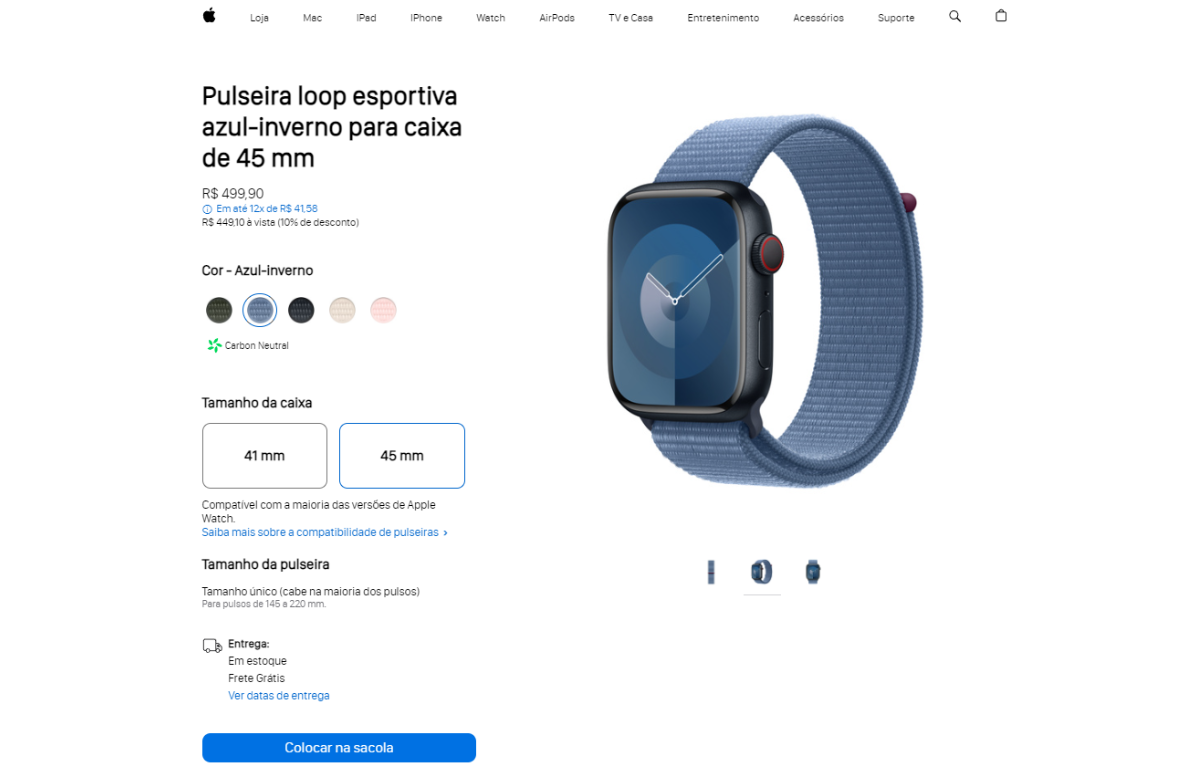 Loja Mac iPad iPhone Watch AirPods TV e Casa Entretenimento Acessórios Suporte
Pulseira loop esportiva
azul-inverno para caixa
de 45 mm
R$ 499,90
Em até 12x de R$ 41,58
R$ 449,10 à vista (10% de desconto)
Cor - Azul-inverno
Carbon Neutral
Tamanho da caixa
41 mm 45 mm
Compatível com a maioria das versões de Apple
Watch.
Saiba mais sobre a compatibilidade de pulseiras >
Tamanho da pulseira
Tamanho único (cabe na maioria dos pulsos)
Para pulsos de 145 a 220 mm.
Entrega:
Em estoque
Frete Grátis
Ver datas de entrega
Colocar na sacola